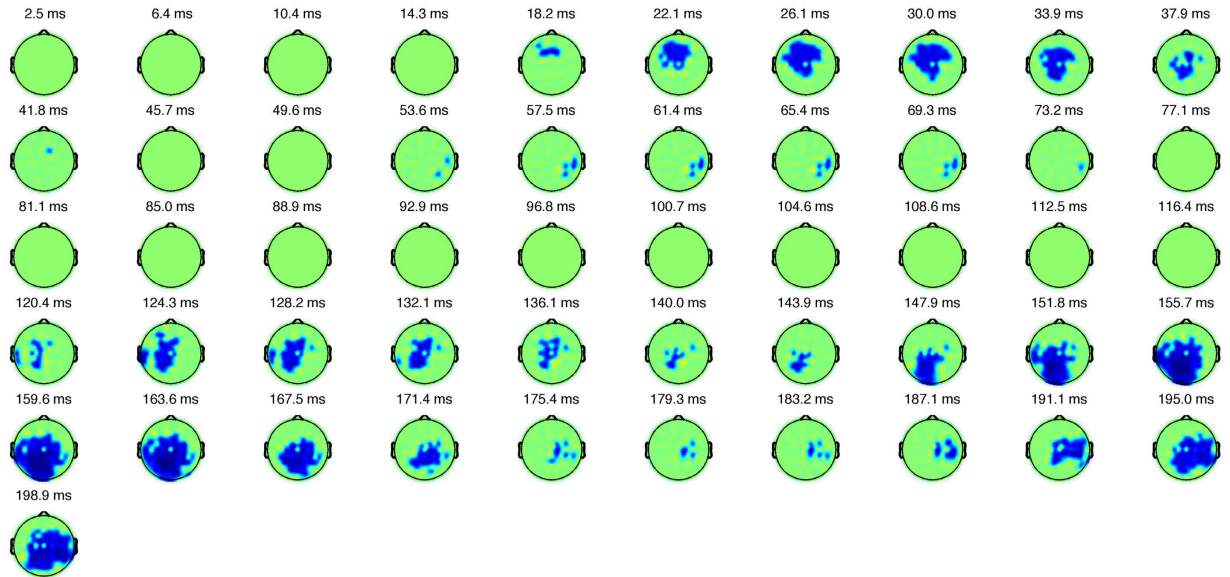 2.5 ms 6.4 ms 10.4 ms 14.3 ms 18.2 ms 22.1 ms 26.1 ms 30.0 ms 33.9 ms 37.9 ms
41.8 ms 45.7 ms 49.6 ms 53.6 ms 57.5 ms 61.4 ms 65.4 ms 69.3 ms 73.2 ms 77.1 ms
81.1 ms 85.0 ms 88.9 ms 92.9 ms 96.8 ms 100.7 ms 104.6 ms 108.6 ms 112.5 ms 116.4 ms
120.4 ms 124.3 ms 128.2 ms 132.1 ms 136.1 ms 140.0 ms 143.9 ms 147.9 ms 151.8 ms 155.7 ms
159.6 ms 163.6 ms 167.5 ms 171.4 ms 175.4 ms 179.3 ms 183.2 ms 187.1 ms 191.1 ms 195.0 ms
198.9 ms